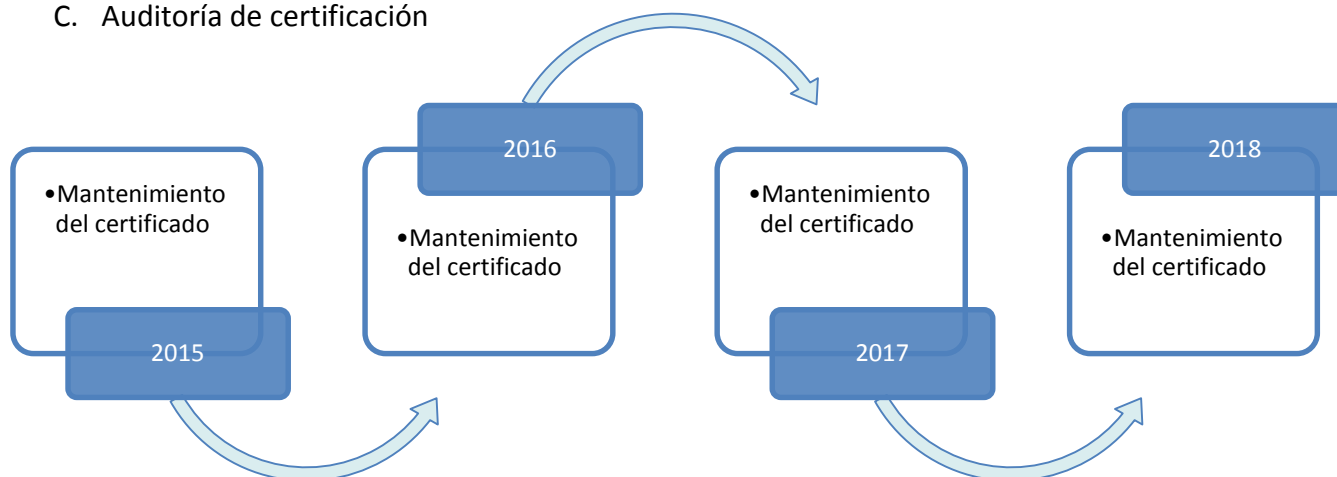 C. Auditoría de certificación
•Mantenimiento
del certificado
2015
2016
•Mantenimiento
del certificado
•Mantenimiento
del certificado
2017
2018
•Mantenimiento
del certificado